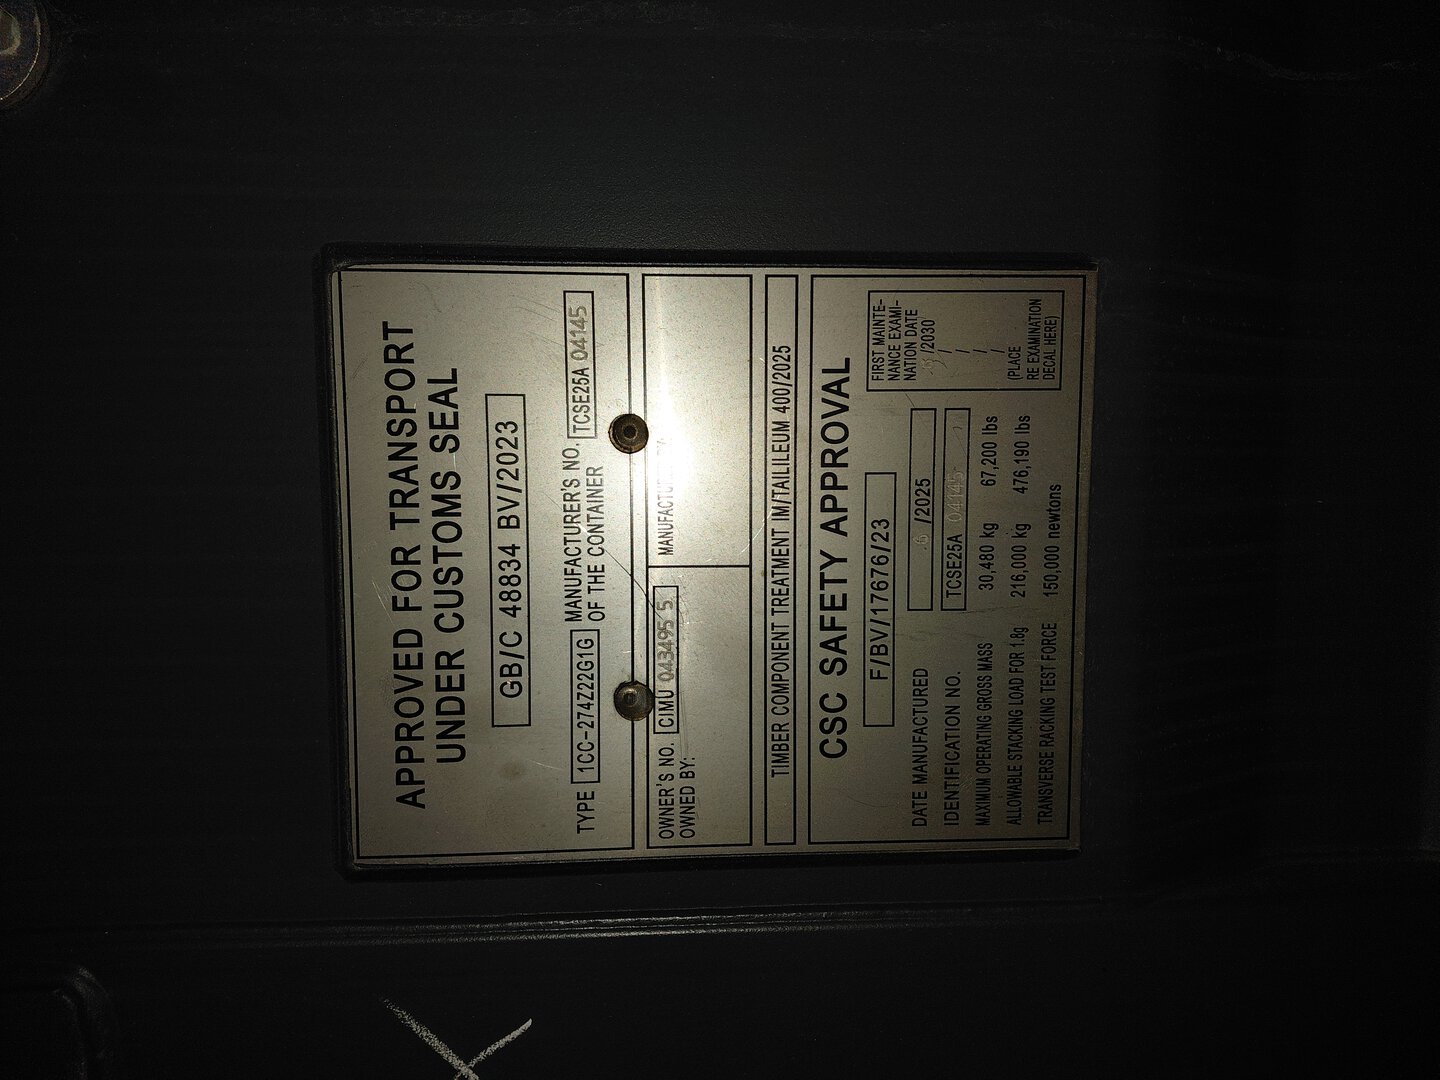 APPROVED FOR TRANSPORT
UNDER CUSTOMS SEAL
GB/C 48834 BV/2023
TYPE 1CC-274Z22G1G MANUFACTURER'S NO. TCSE25A 04145
OF THE CONTAINER
OWNER'S NO. CIMU 043495 5
OWNED BY:
TIMBER COMPONENT TREATMENT IM/TAILILEUM 400/2025
CSC SAFETY APPROVAL
F/BV/17676/23
DATE MANUFACTURED /2025
IDENTIFICATION NO. TCSE25A 04145
MAXIMUM OPERATING GROSS MASS 30,480 kg 67,200 lbs
ALLOWABLE STACKING LOAD FOR 1.8g 216,000 kg 476,190 lbs
TRANSVERSE RACKING TEST FORCE 150,000 newtons
FIRST MAINTE-
NANCE EXAMI-
NATION DATE
/2030
/
/
/
/
(PLACE
RE EXAMINATION
DECAL HERE)